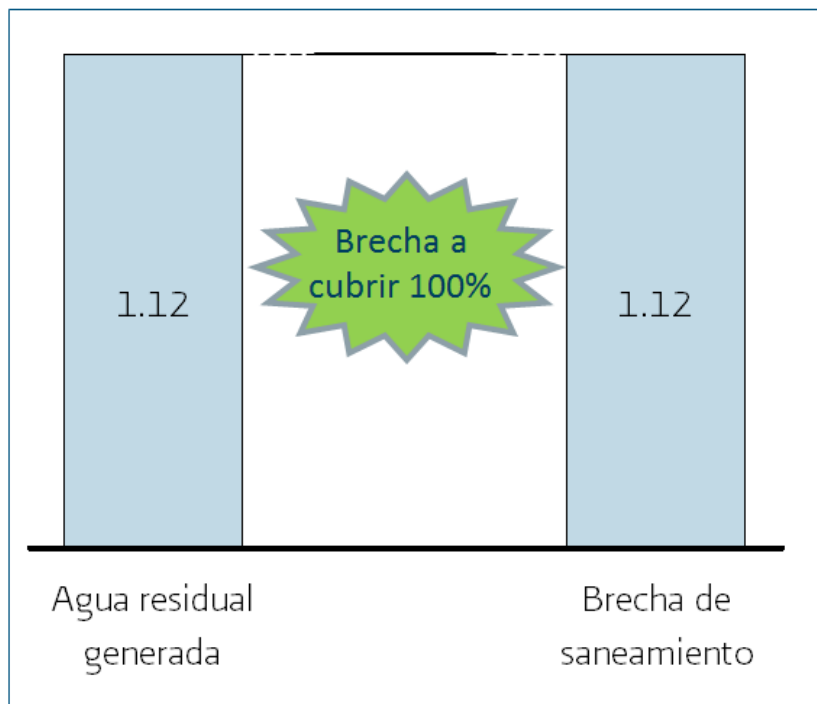 Brecha a
cubrir 100%
1.12
1.12
Agua residual
generada
Brecha de
saneamiento